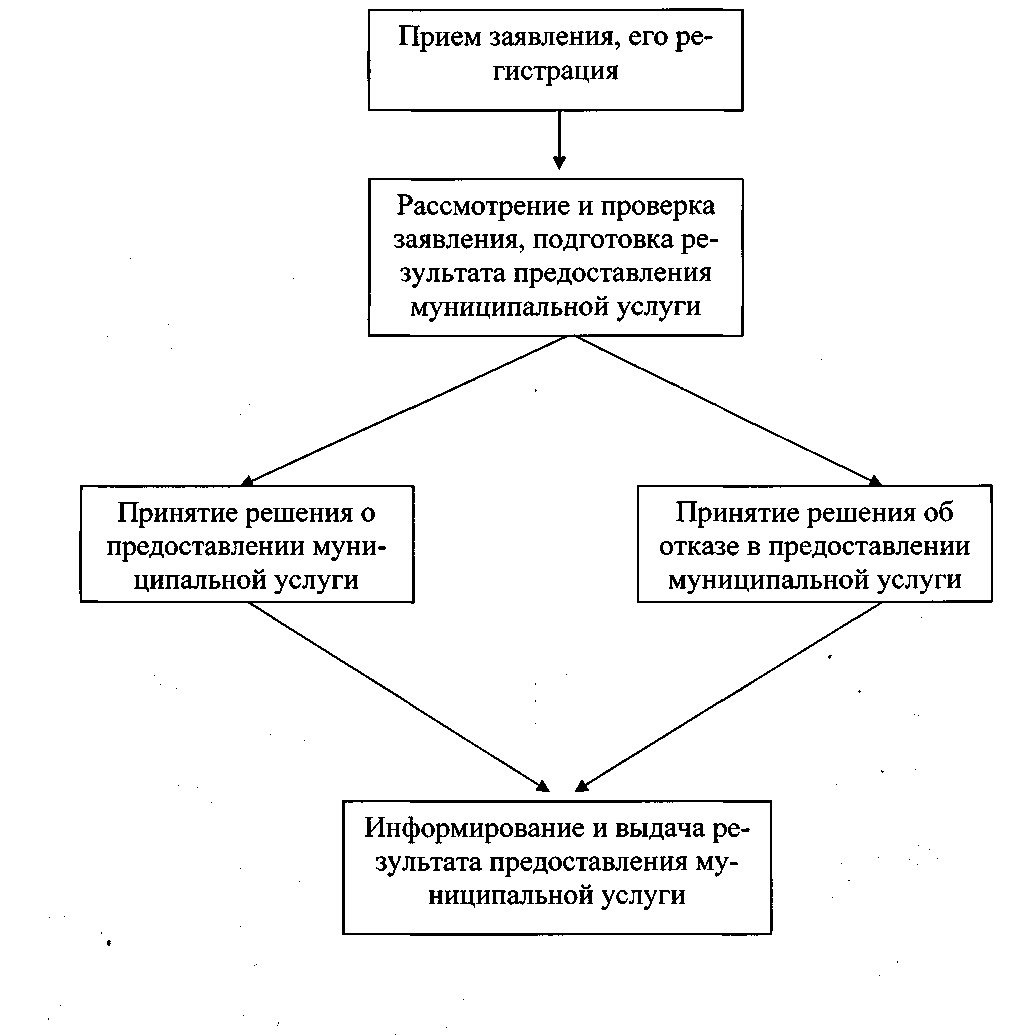 Прием заявления, его ре-
гистрация
Рассмотрение и проверка
заявления, подготовка ре-
зультата предоставления
муниципальной услуги
Принятие решения о
предоставлении муни-
ципальной услуги
Принятие решения об
отказе в предоставлении
муниципальной услуги
Информирование и выдача ре-
зультата предоставления му-
ниципальной услуги